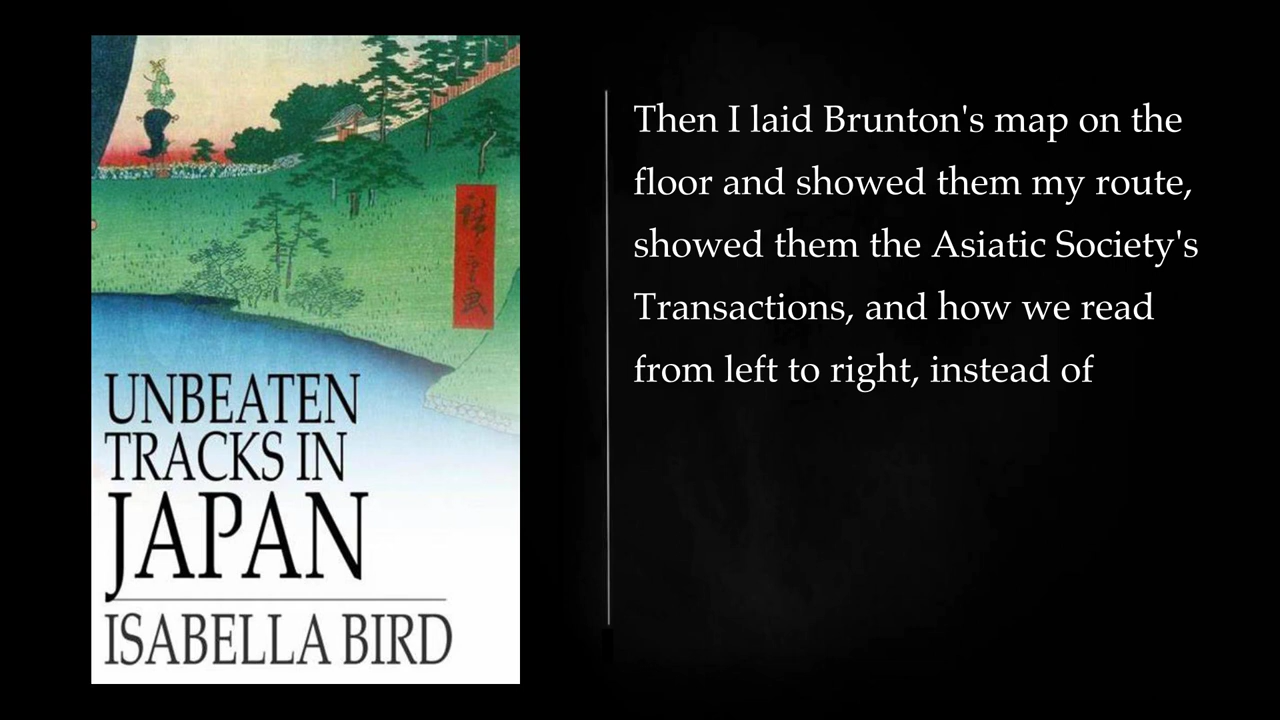 UNBEATEN
TRACKS IN
JAPAN
ISABELLA BIRD
Then I laid Brunton's map on the
floor and showed them my route,
showed them the Asiatic Society's
Transactions, and how we read
from left to right, instead of